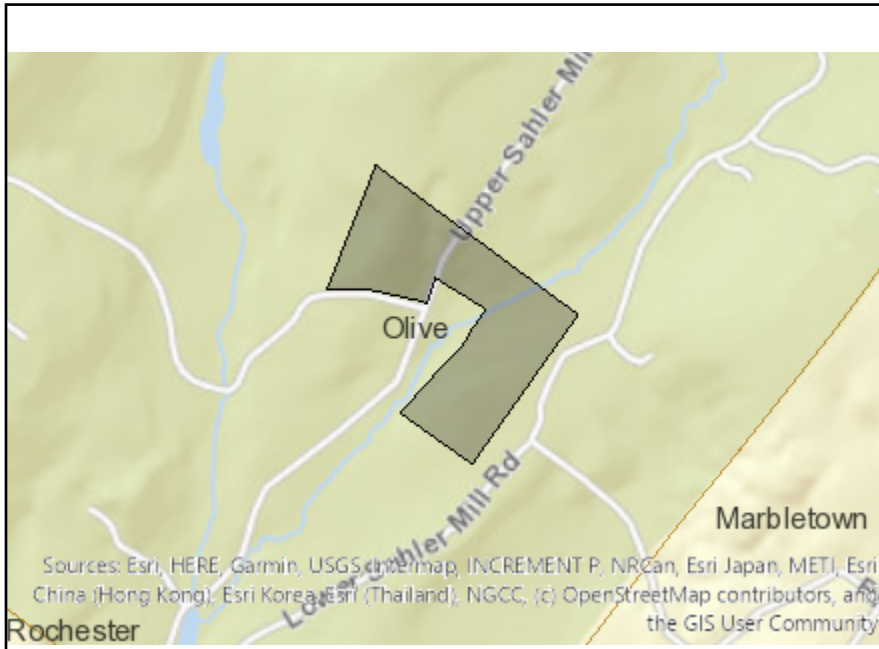 Upper Sahler Mil
Olive
Marbletown
Lower Sahler Mill Rd
Sources: Esri, HERE, Garmin, USGS, Intermap, INCREMENT P, NRCan, Esri Japan, METI, Esri
China (Hong Kong), Esri Korea, Esri (Thailand), NGCC, (c) OpenStreetMap contributors, and
the GIS User Community
Rochester